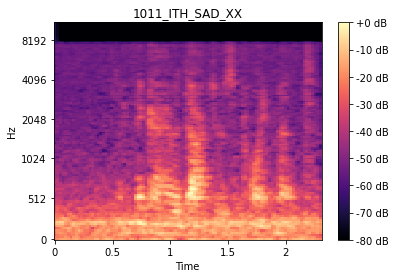 1011_ITH_SAD_XX
8192
4096
2048
1024
512
0
Hz
0 0.5 1 1.5 2
Time
+0 dB
-10 dB
-20 dB
-30 dB
-40 dB
-50 dB
-60 dB
-70 dB
-80 dB